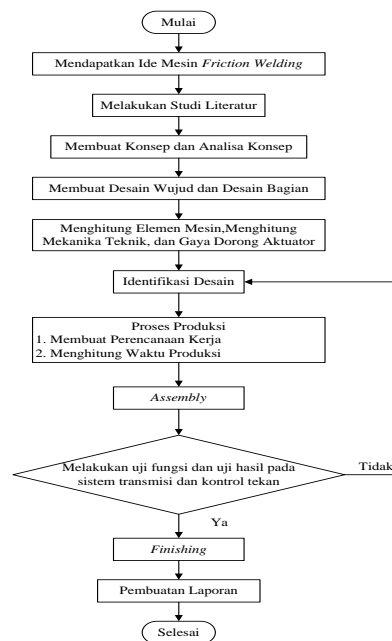 Mulai
Mendapatkan Ide Mesin Friction Welding
Melakukan Studi Literatur
Membuat Konsep dan Analisa Konsep
Membuat Desain Wujud dan Desain Bagian
Menghitung Elemen Mesin,Menghitung
Mekanika Teknik, dan Gaya Dorong Aktuator
Identifikasi Desain
Proses Produksi
1. Membuat Perencanaan Kerja
2. Menghitung Waktu Produksi
Assembly
Melakukan uji fungsi dan uji hasil pada
sistem transmisi dan kontrol tekan
Tidak
Ya
Finishing
Pembuatan Laporan
Selesai